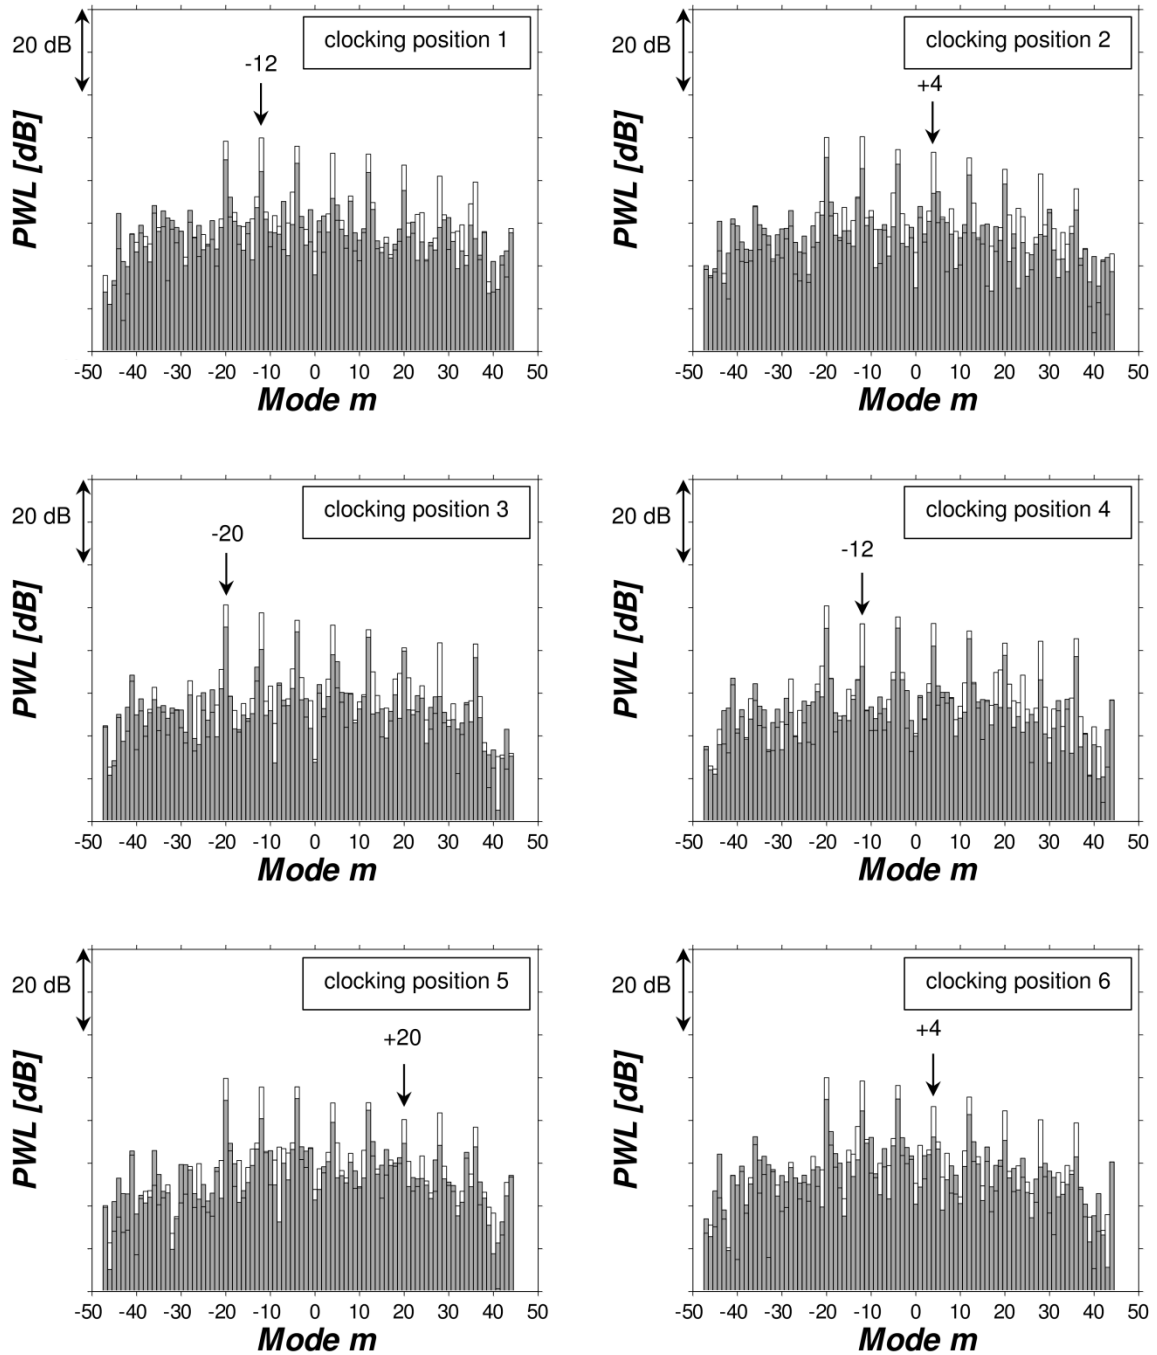 20 dB
clocking position 1
-12
PWL [dB]
-50 -40 -30 -20 -10 0 10 20 30 40 50
Mode m
20 dB
clocking position 2
+4
PWL [dB]
-50 -40 -30 -20 -10 0 10 20 30 40 50
Mode m
20 dB
clocking position 3
-20
PWL [dB]
-50 -40 -30 -20 -10 0 10 20 30 40 50
Mode m
20 dB
clocking position 4
-12
PWL [dB]
-50 -40 -30 -20 -10 0 10 20 30 40 50
Mode m
20 dB
clocking position 5
+20
PWL [dB]
-50 -40 -30 -20 -10 0 10 20 30 40 50
Mode m
20 dB
clocking position 6
+4
PWL [dB]
-50 -40 -30 -20 -10 0 10 20 30 40 50
Mode m